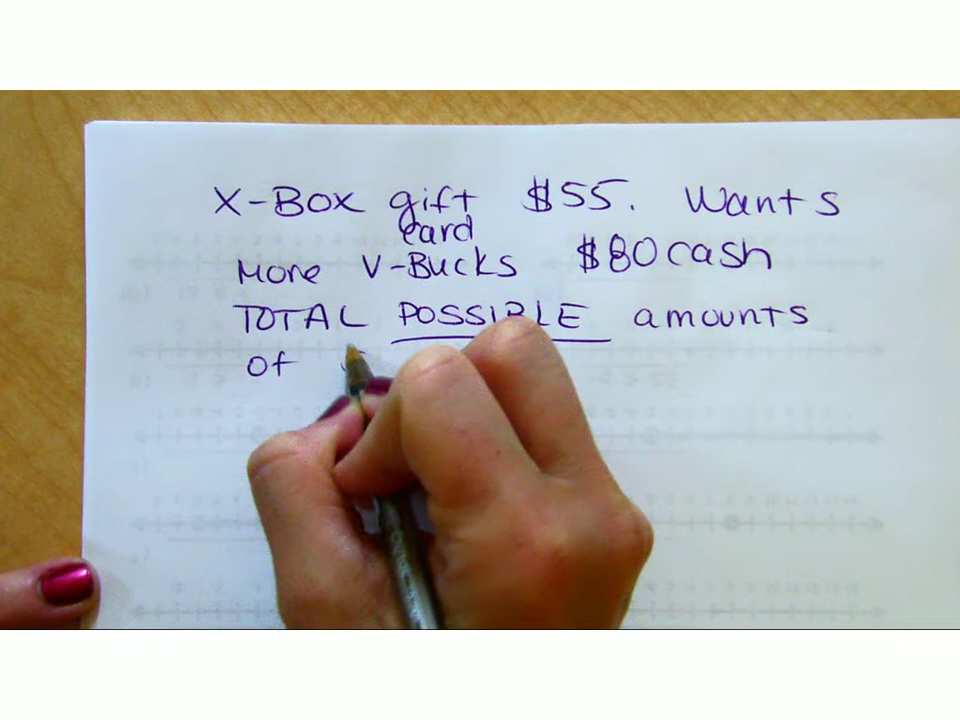 X-BOX gift card $55. Wants
More V-Bucks $80 cash
TOTAL POSSIBLE amounts
of